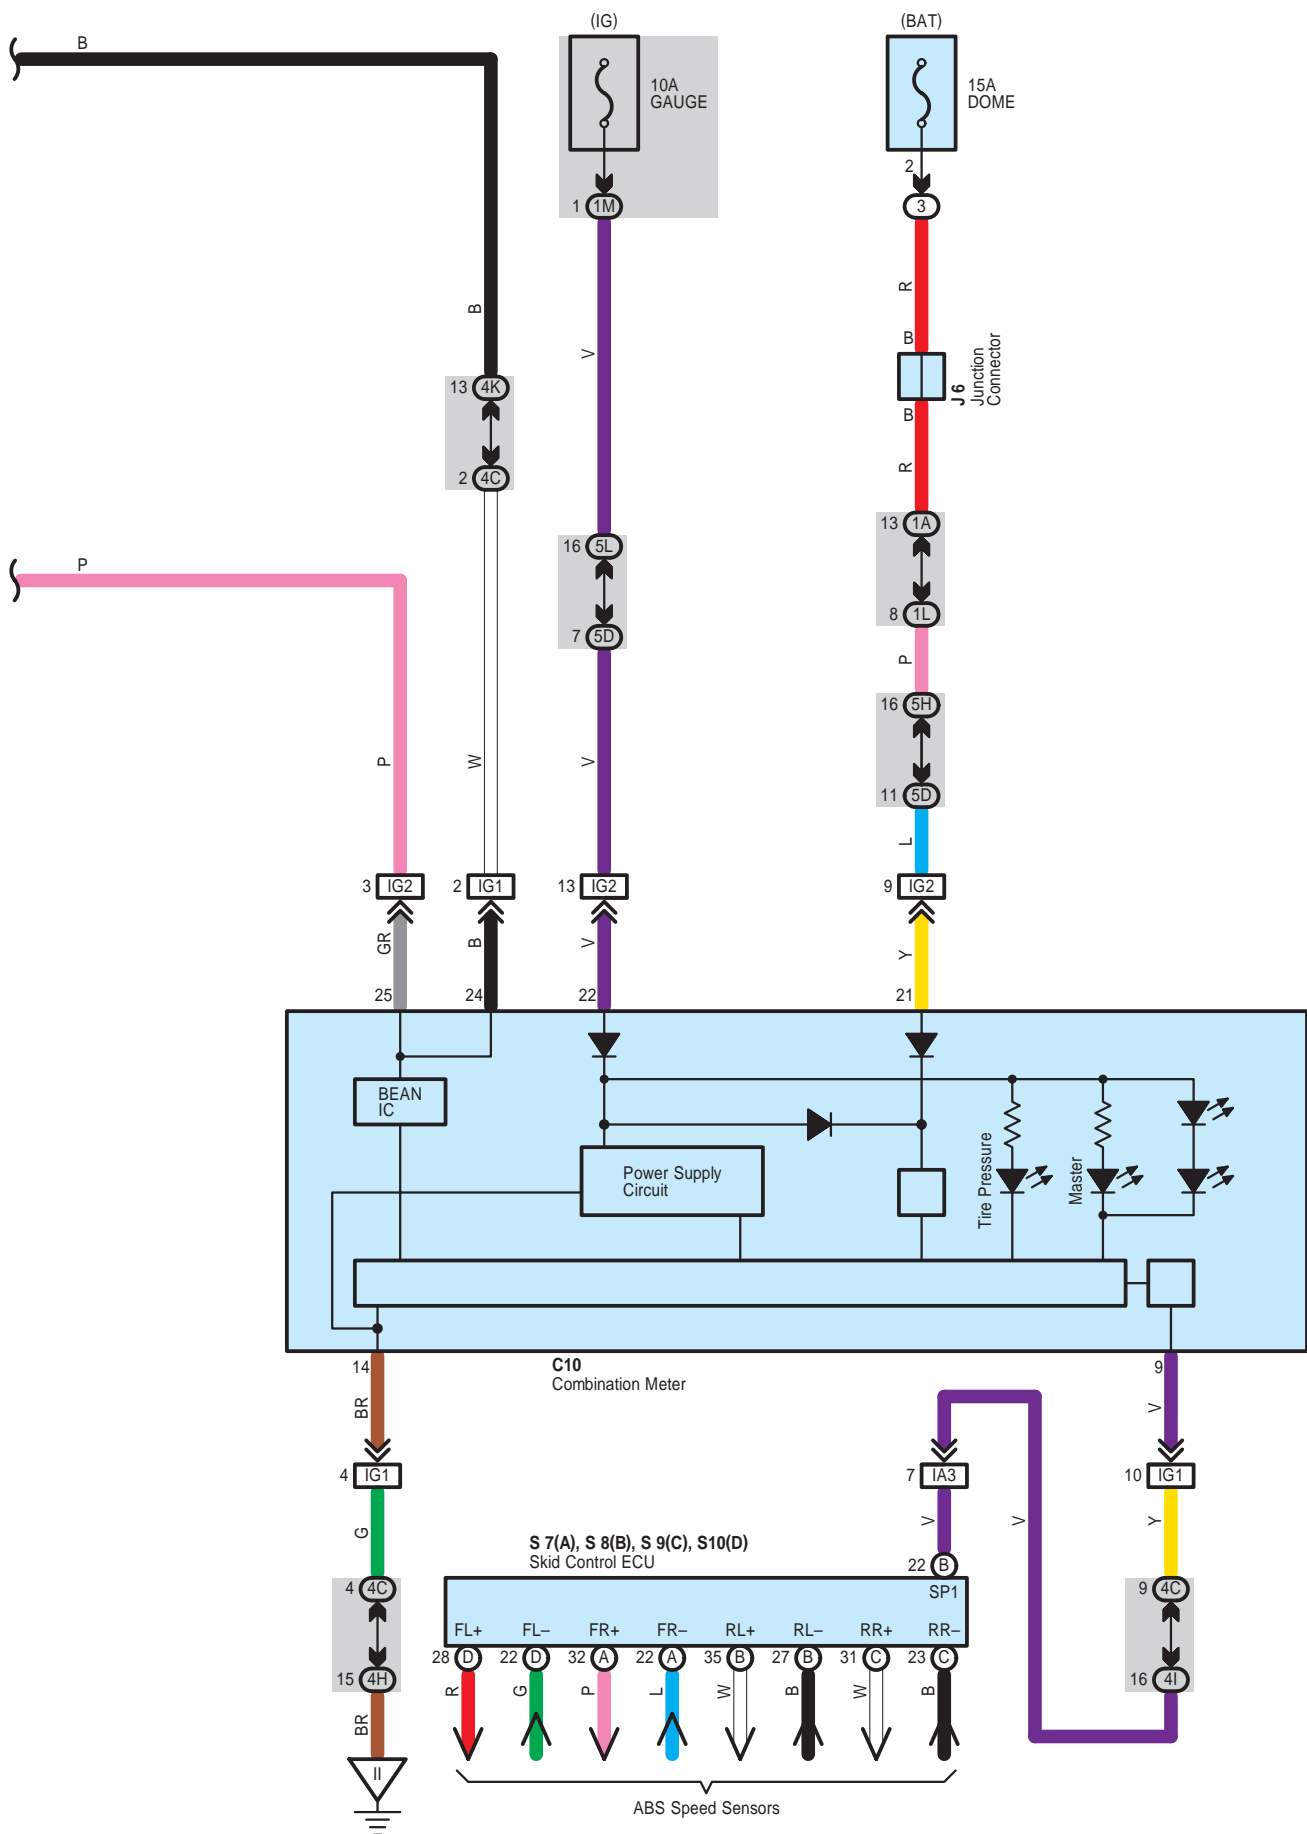 (IG)
(BAT)
B
10A
GAUGE
15A
DOME
2
1 1M
3
B
V
R
B
J 6
Junction
Connector
B
R
13 4K
2 4C
13 1A
16 5L
P
8 1L
7 5D
P
16 5H
P
W
V
11 5D
L
3 IG2
2 IG1
13 IG2
9 IG2
GR
B
V
Y
25
24
22
21
BEAN
IC
Power Supply
Circuit
Tire Pressure
Master
14
C10
Combination Meter
9
BR
V
4 IG1
7 IA3
10 IG1
G
V
V
Y
S 7(A), S 8(B), S 9(C), S10(D)
Skid Control ECU
22 B
SP1
4 4C
9 4C
FL+ FL– FR+ FR– RL+ RL– RR+ RR–
28 D 22 D 32 A 22 A 35 B 27 B 31 C 23 C
15 4H
16 4I
R G P L W B W B
BR
II
ABS Speed Sensors